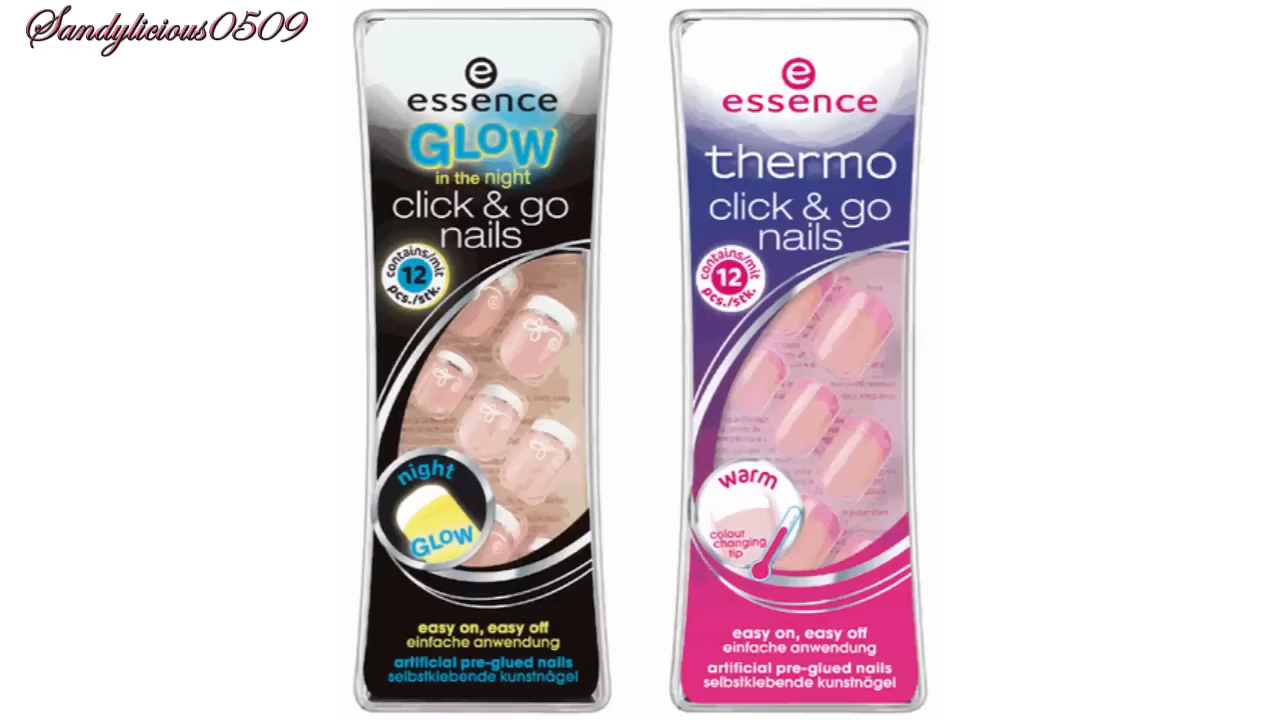 Sandylicious0509
e
essence
GLOW
in the night
click & go
nails
contains/mit
12
pcs./stk.
night
GLOW
easy on, easy off
einfache anwendung
artificial pre-glued nails
selbstklebende kunstnägel
e
essence
thermo
click & go
nails
contains/mit
12
pcs./stk.
warm
colour
changing
tip
easy on, easy off
einfache anwendung
artificial pre-glued nails
selbstklebende kunstnägel